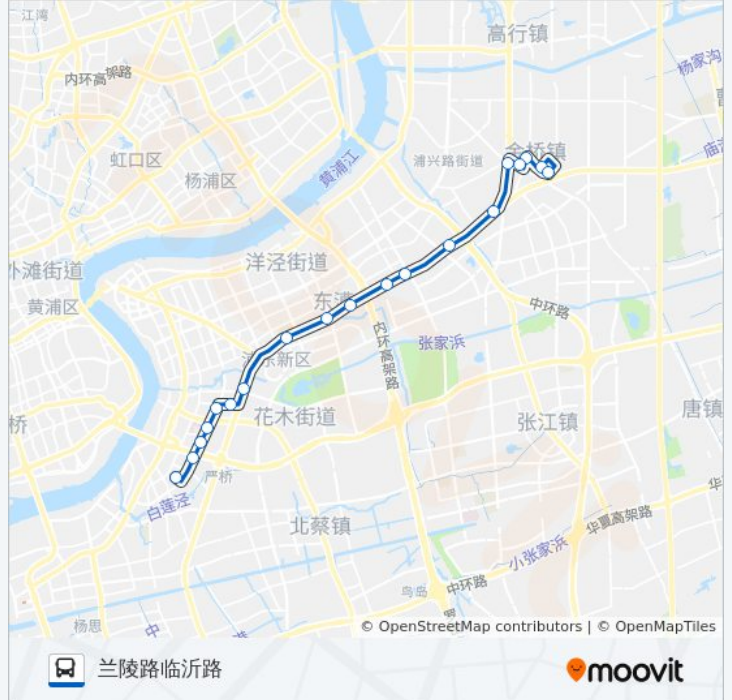 江湾
高行镇
杨家沟
内环高架路
虹口区
浦兴路街道
金桥镇
杨浦区
黄浦江
洋泾街道
外滩街道
黄浦区
中环路
内环高架路
张家浜
浦东新区
花木街道
张江镇
唐镇
桥
严桥
白莲泾
北蔡镇
华夏高架路
小张家浜
中环路
鸟岛
杨思
中
© OpenStreetMap contributors | © OpenMapTiles
兰陵路临沂路
moovit